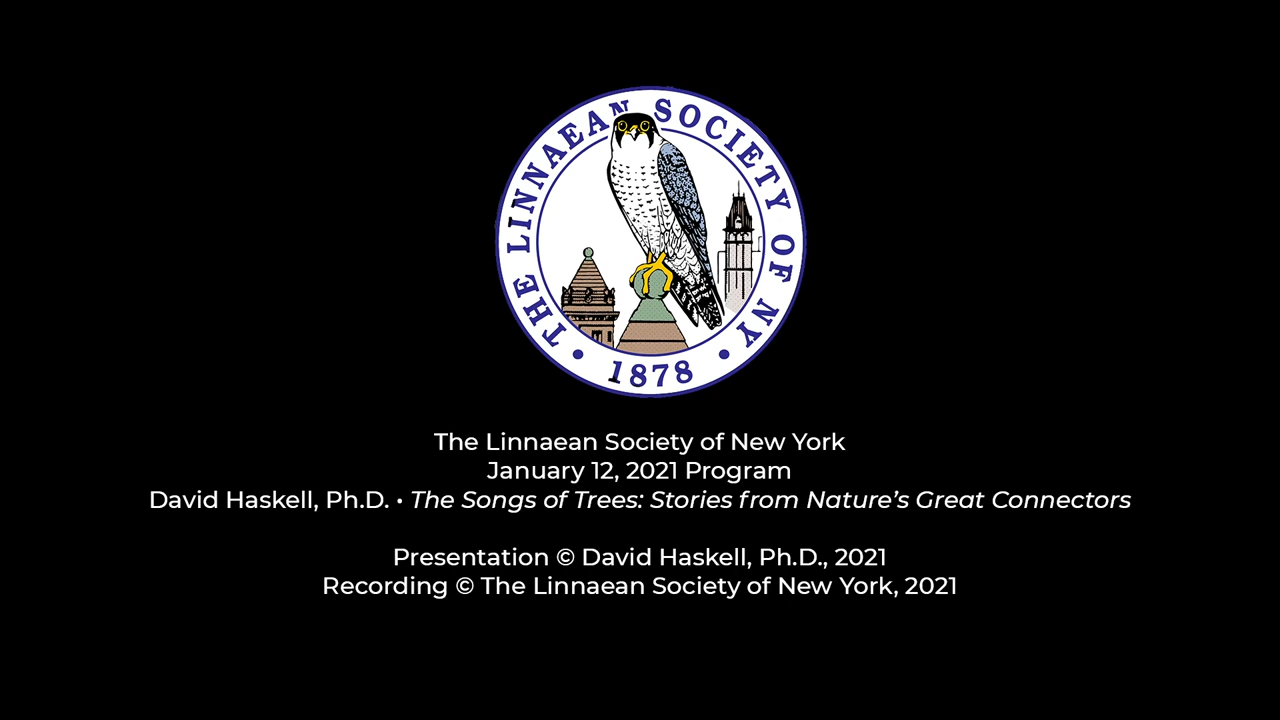 THE LINNAEAN SOCIETY OF NY
• 1878 •
The Linnaean Society of New York
January 12, 2021 Program
David Haskell, Ph.D. • The Songs of Trees: Stories from Nature’s Great Connectors
Presentation © David Haskell, Ph.D., 2021
Recording © The Linnaean Society of New York, 2021